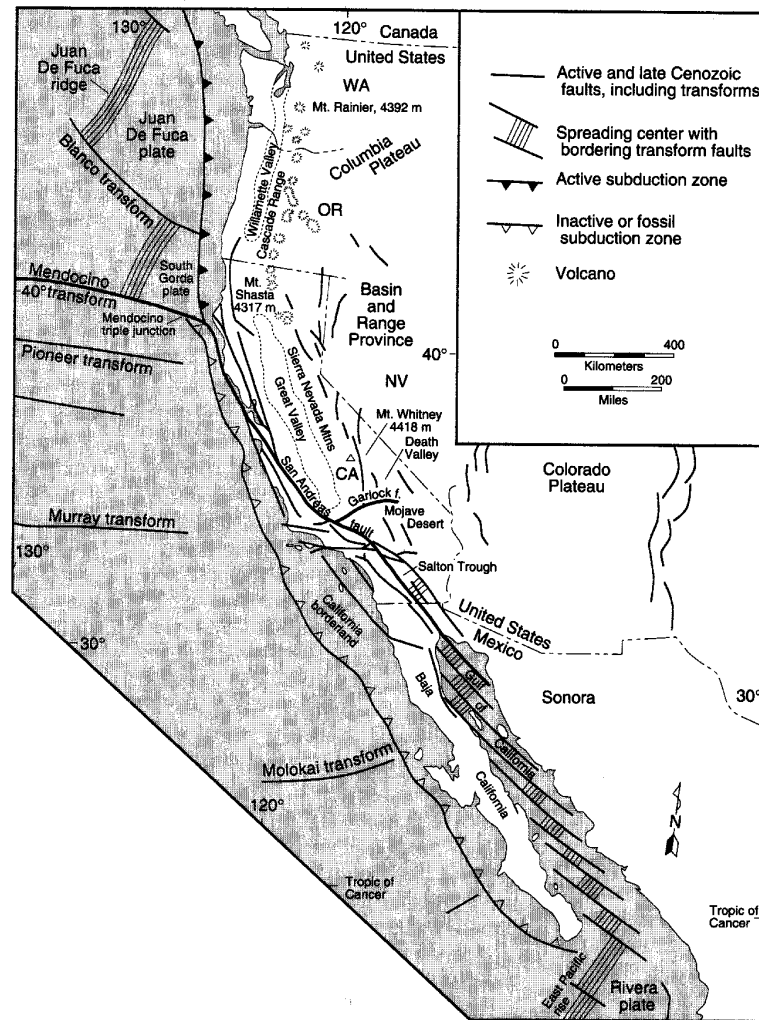 130°
120°
Canada
United States
Juan
De Fuca
ridge
Juan
De Fuca
plate
WA
Mt. Rainier, 4392 m
Blanco transform
Willamette Valley
Cascade Range
Columbia
Plateau
OR
Mendocino
40° transform
South
Gorda
plate
Mt.
Shasta
4317 m
Mendocino
triple junction
Basin
and
Range
Province
40°
Pioneer transform
Sierra Nevada Mtns
Great Valley
NV
Mt. Whitney
4418 m
Death
Valley
CA
San Andreas
fault
Garlock f.
Mojave
Desert
Colorado
Plateau
Murray transform
130°
Salton Trough
California
borderland
United States
Mexico
30°
Baja
California
Gulf
of
California
Sonora
30°
Molokai transform
120°
N
Tropic of
Cancer
Tropic of
Cancer
East Pacific
rise
Rivera
plate
Active and late Cenozoic
faults, including transforms
Spreading center with
bordering transform faults
Active subduction zone
Inactive or fossil
subduction zone
Volcano
0 400
Kilometers
0 200
Miles